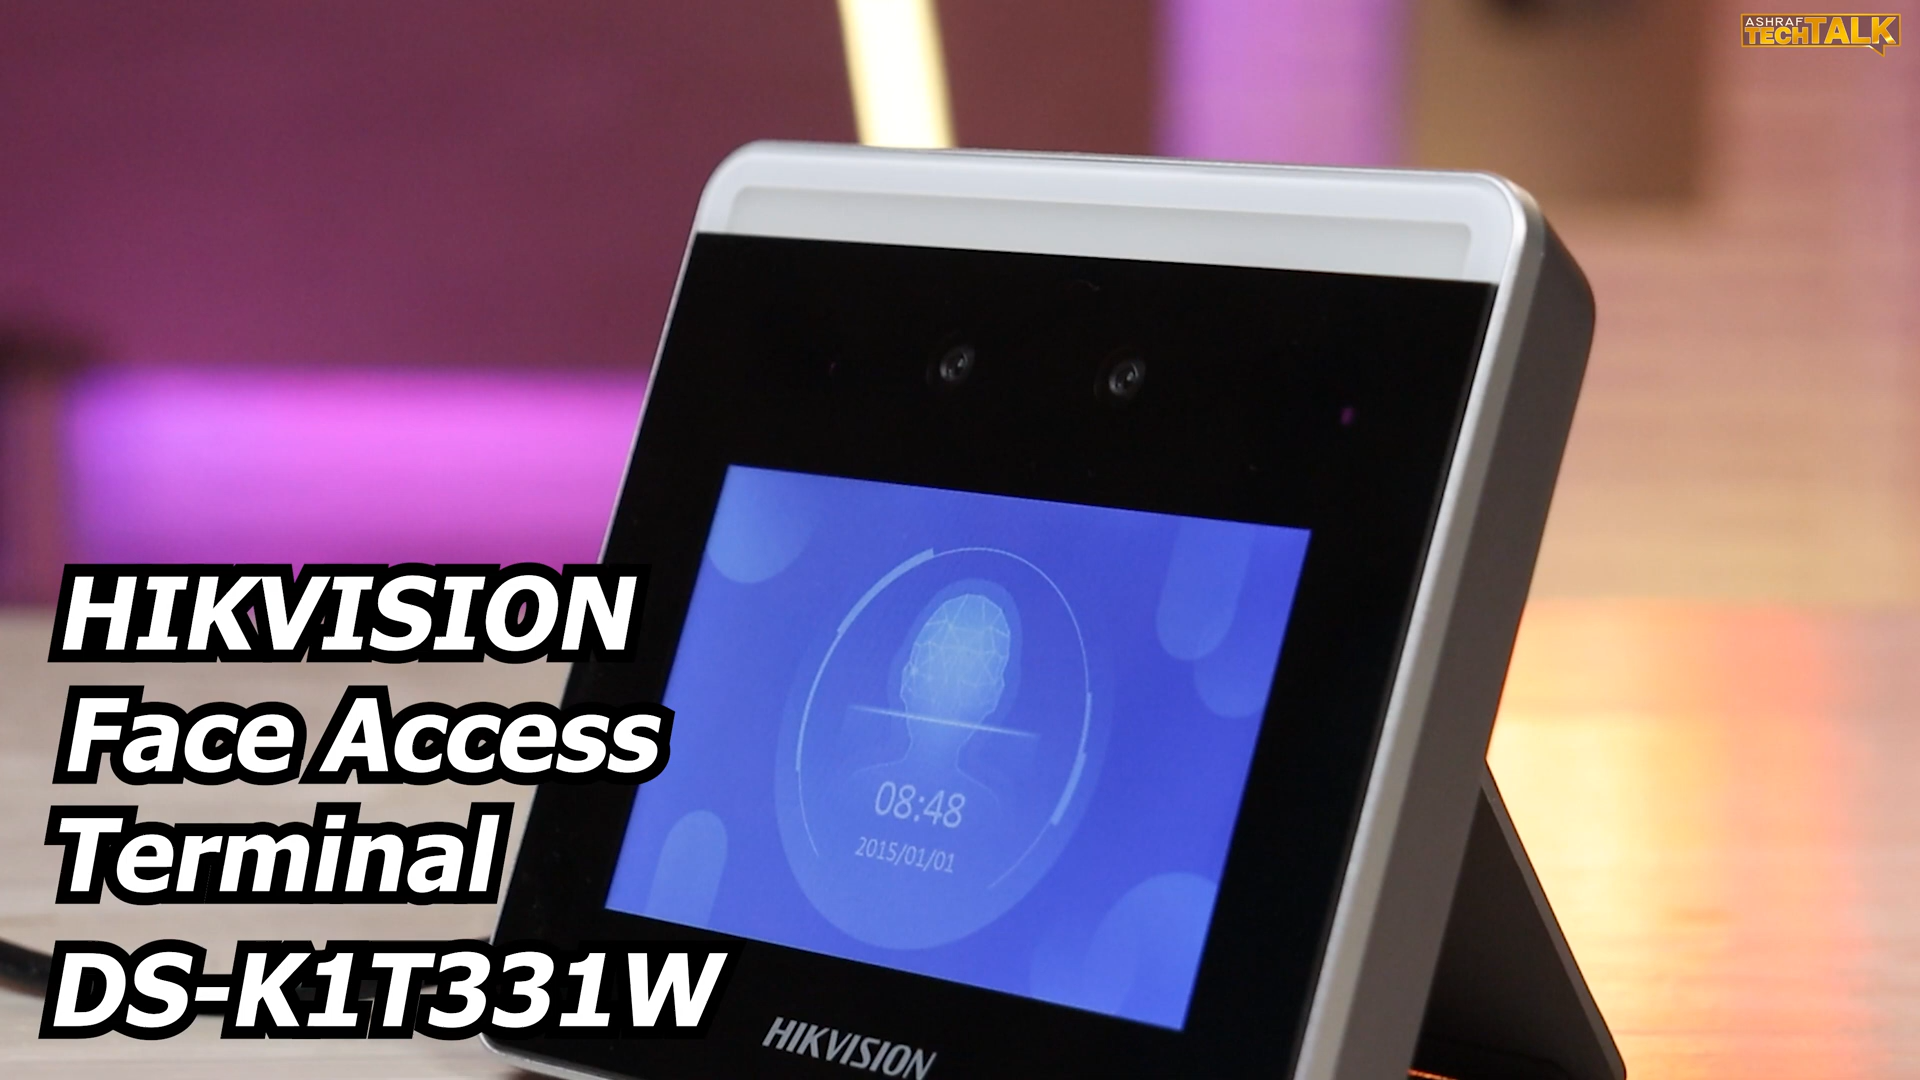 ASHRAF
TECHTALK
HIKVISION
Face Access
Terminal
DS-K1T331W
08:48
2015/01/01
HIKVISION